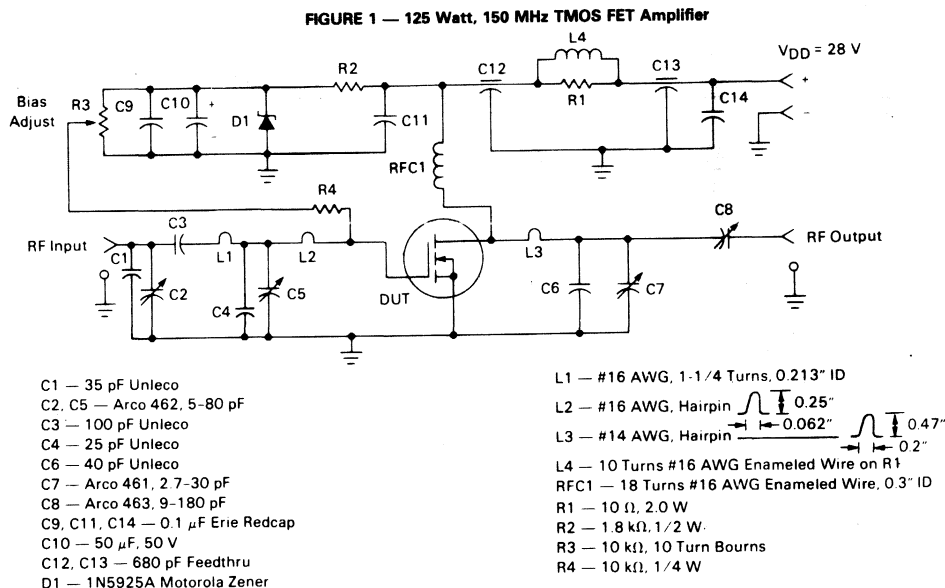 FIGURE 1 — 125 Watt, 150 MHz TMOS FET Amplifier
L4
VDD = 28 V
C12
C13
+
R2
R1
−
Bias
Adjust
R3
C9
C10
+
D1
C11
C14
RFC1
R4
C3
C8
RF Input
L1
L2
L3
RF Output
C1
C2
C4
C5
DUT
C6
C7
C1 — 35 pF Unleco
C2, C5 — Arco 462, 5-80 pF
C3 — 100 pF Unleco
C4 — 25 pF Unleco
C6 — 40 pF Unleco
C7 — Arco 461, 2.7-30 pF
C8 — Arco 463, 9-180 pF
C9, C11, C14 — 0.1 μF Erie Redcap
C10 — 50 μF, 50 V
C12, C13 — 680 pF Feedthru
D1 — 1N5925A Motorola Zener
L1 — #16 AWG, 1-1/4 Turns, 0.213″ ID
L2 — #16 AWG, Hairpin 0.25″
0.062″
L3 — #14 AWG, Hairpin 0.47″
0.2″
L4 — 10 Turns #16 AWG Enameled Wire on R1
RFC1 — 18 Turns #16 AWG Enameled Wire, 0.3″ ID
R1 — 10 Ω, 2.0 W
R2 — 1.8 kΩ, 1/2 W
R3 — 10 kΩ, 10 Turn Bourns
R4 — 10 kΩ, 1/4 W